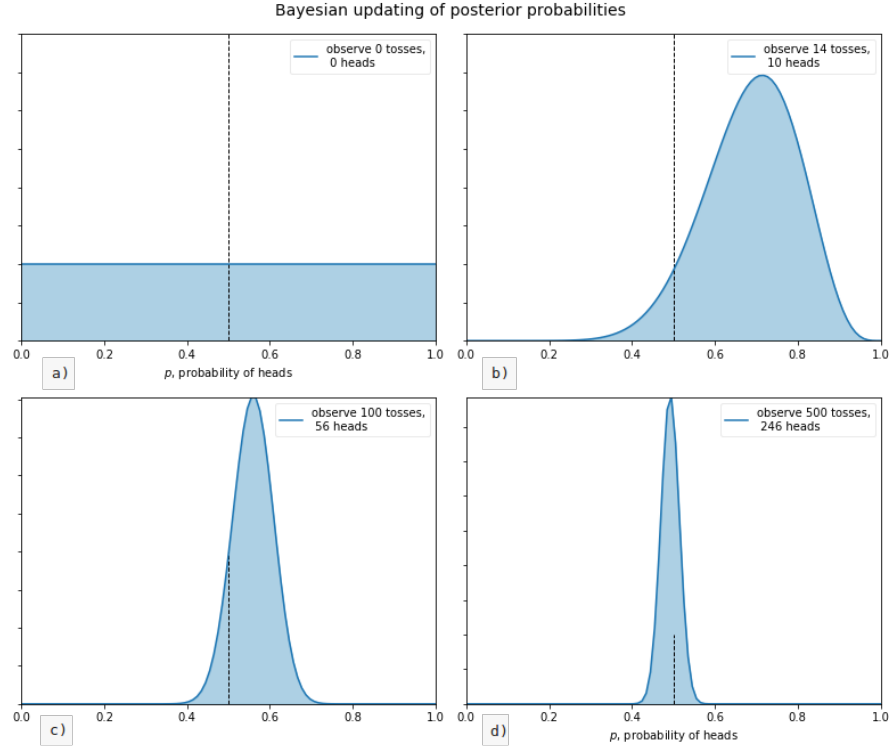 Bayesian updating of posterior probabilities
observe 0 tosses,
0 heads
0.0 0.2 0.4 0.6 0.8 1.0
a)
p, probability of heads
observe 14 tosses,
10 heads
0.0 0.2 0.4 0.6 0.8 1.0
b)
observe 100 tosses,
56 heads
0.0 0.2 0.4 0.6 0.8 1.0
c)
observe 500 tosses,
246 heads
0.0 0.2 0.4 0.6 0.8 1.0
d)
p, probability of heads